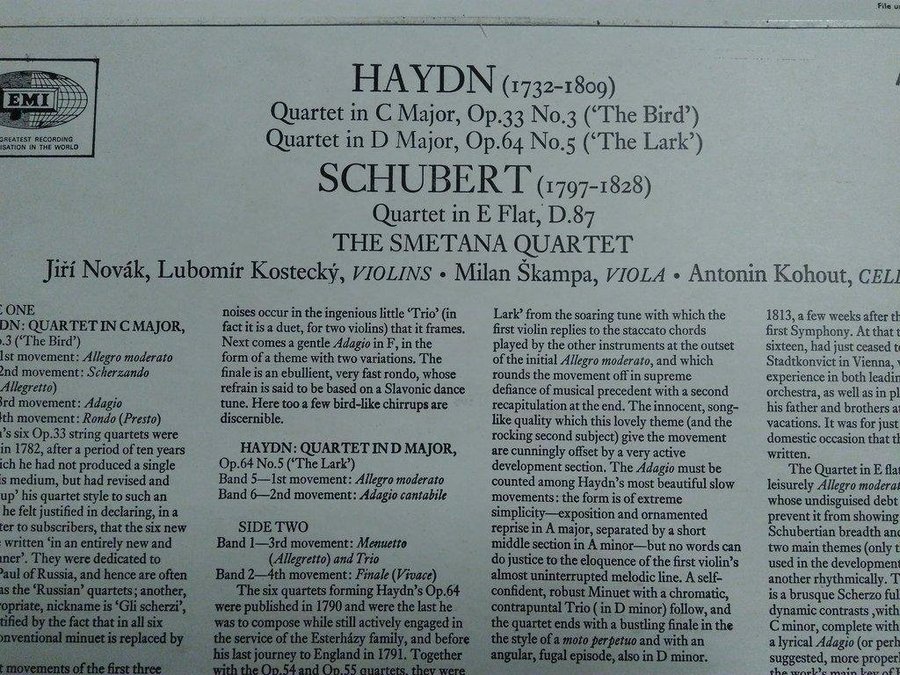 File u
EMI
GREATEST RECORDING
ISATION IN THE WORLD
HAYDN (1732-1809)
Quartet in C Major, Op.33 No.3 (‘The Bird’)
Quartet in D Major, Op.64 No.5 (‘The Lark’)
SCHUBERT (1797-1828)
Quartet in E Flat, D.87
THE SMETANA QUARTET
Jiří Novák, Lubomír Kostecký, VIOLINS • Milan Škampa, VIOLA • Antonin Kohout, CELL
E ONE
DN: QUARTET IN C MAJOR,
o.3 (‘The Bird’)
1st movement: Allegro moderato
2nd movement: Scherzando
Allegretto)
3rd movement: Adagio
4th movement: Rondo (Presto)
n’s six Op.33 string quartets were
in 1782, after a period of ten years
ich he had not produced a single
is medium, but had revised and
up’ his quartet style to such an
he felt justified in declaring, in a
ter to subscribers, that the six new
written ‘in an entirely new and
nner’. They were dedicated to
Paul of Russia, and hence are often
as the ‘Russian’ quartets; another,
ropriate, nickname is ‘Gli scherzi’,
tified by the fact that in all six
onventional minuet is replaced by
t movements of the first three
noises occur in the ingenious little ‘Trio’ (in
fact it is a duet, for two violins) that it frames.
Next comes a gentle Adagio in F, in the
form of a theme with two variations. The
finale is an ebullient, very fast rondo, whose
refrain is said to be based on a Slavonic dance
tune. Here too a few bird-like chirrups are
discernible.
HAYDN: QUARTET IN D MAJOR,
Op.64 No.5 (‘The Lark’)
Band 5—1st movement: Allegro moderato
Band 6—2nd movement: Adagio cantabile
SIDE TWO
Band 1—3rd movement: Menuetto
(Allegretto) and Trio
Band 2—4th movement: Finale (Vivace)
The six quartets forming Haydn’s Op.64
were published in 1790 and were the last he
was to compose while still actively engaged in
the service of the Esterházy family, and before
his last journey to England in 1791. Together
with the Op.54 and Op.55 quartets, they were
Lark’ from the soaring tune with which the
first violin replies to the staccato chords
played by the other instruments at the outset
of the initial Allegro moderato, and which
rounds the movement off in supreme
defiance of musical precedent with a second
recapitulation at the end. The innocent, song-
like quality which this lovely theme (and the
rocking second subject) give the movement
are cunningly offset by a very active
development section. The Adagio must be
counted among Haydn’s most beautiful slow
movements: the form is of extreme
simplicity—exposition and ornamented
reprise in A major, separated by a short
middle section in A minor—but no words can
do justice to the eloquence of the first violin’s
almost uninterrupted melodic line. A self-
confident, robust Minuet with a chromatic,
contrapuntal Trio ( in D minor) follow, and
the quartet ends with a bustling finale in the
the style of a moto perpetuo and with an
angular, fugal episode, also in D minor.
1813, a few weeks after th
first Symphony. At that t
sixteen, had just ceased to
Stadtkonvict in Vienna, w
experience in both leadin
orchestra, as well as in pl
his father and brothers at
vacations. It was for just
domestic occasion that th
written.
The Quartet in E flat
leisurely Allegro moderat
whose undisguised debt
prevent it from showing
Schubertian breadth and
two main themes (only t
used in the development
another rhythmically. T
is a brusque Scherzo ful
dynamic contrasts ,with
C minor, complete with
a lyrical Adagio (or perh
suggested, more proper
the work’s main key of